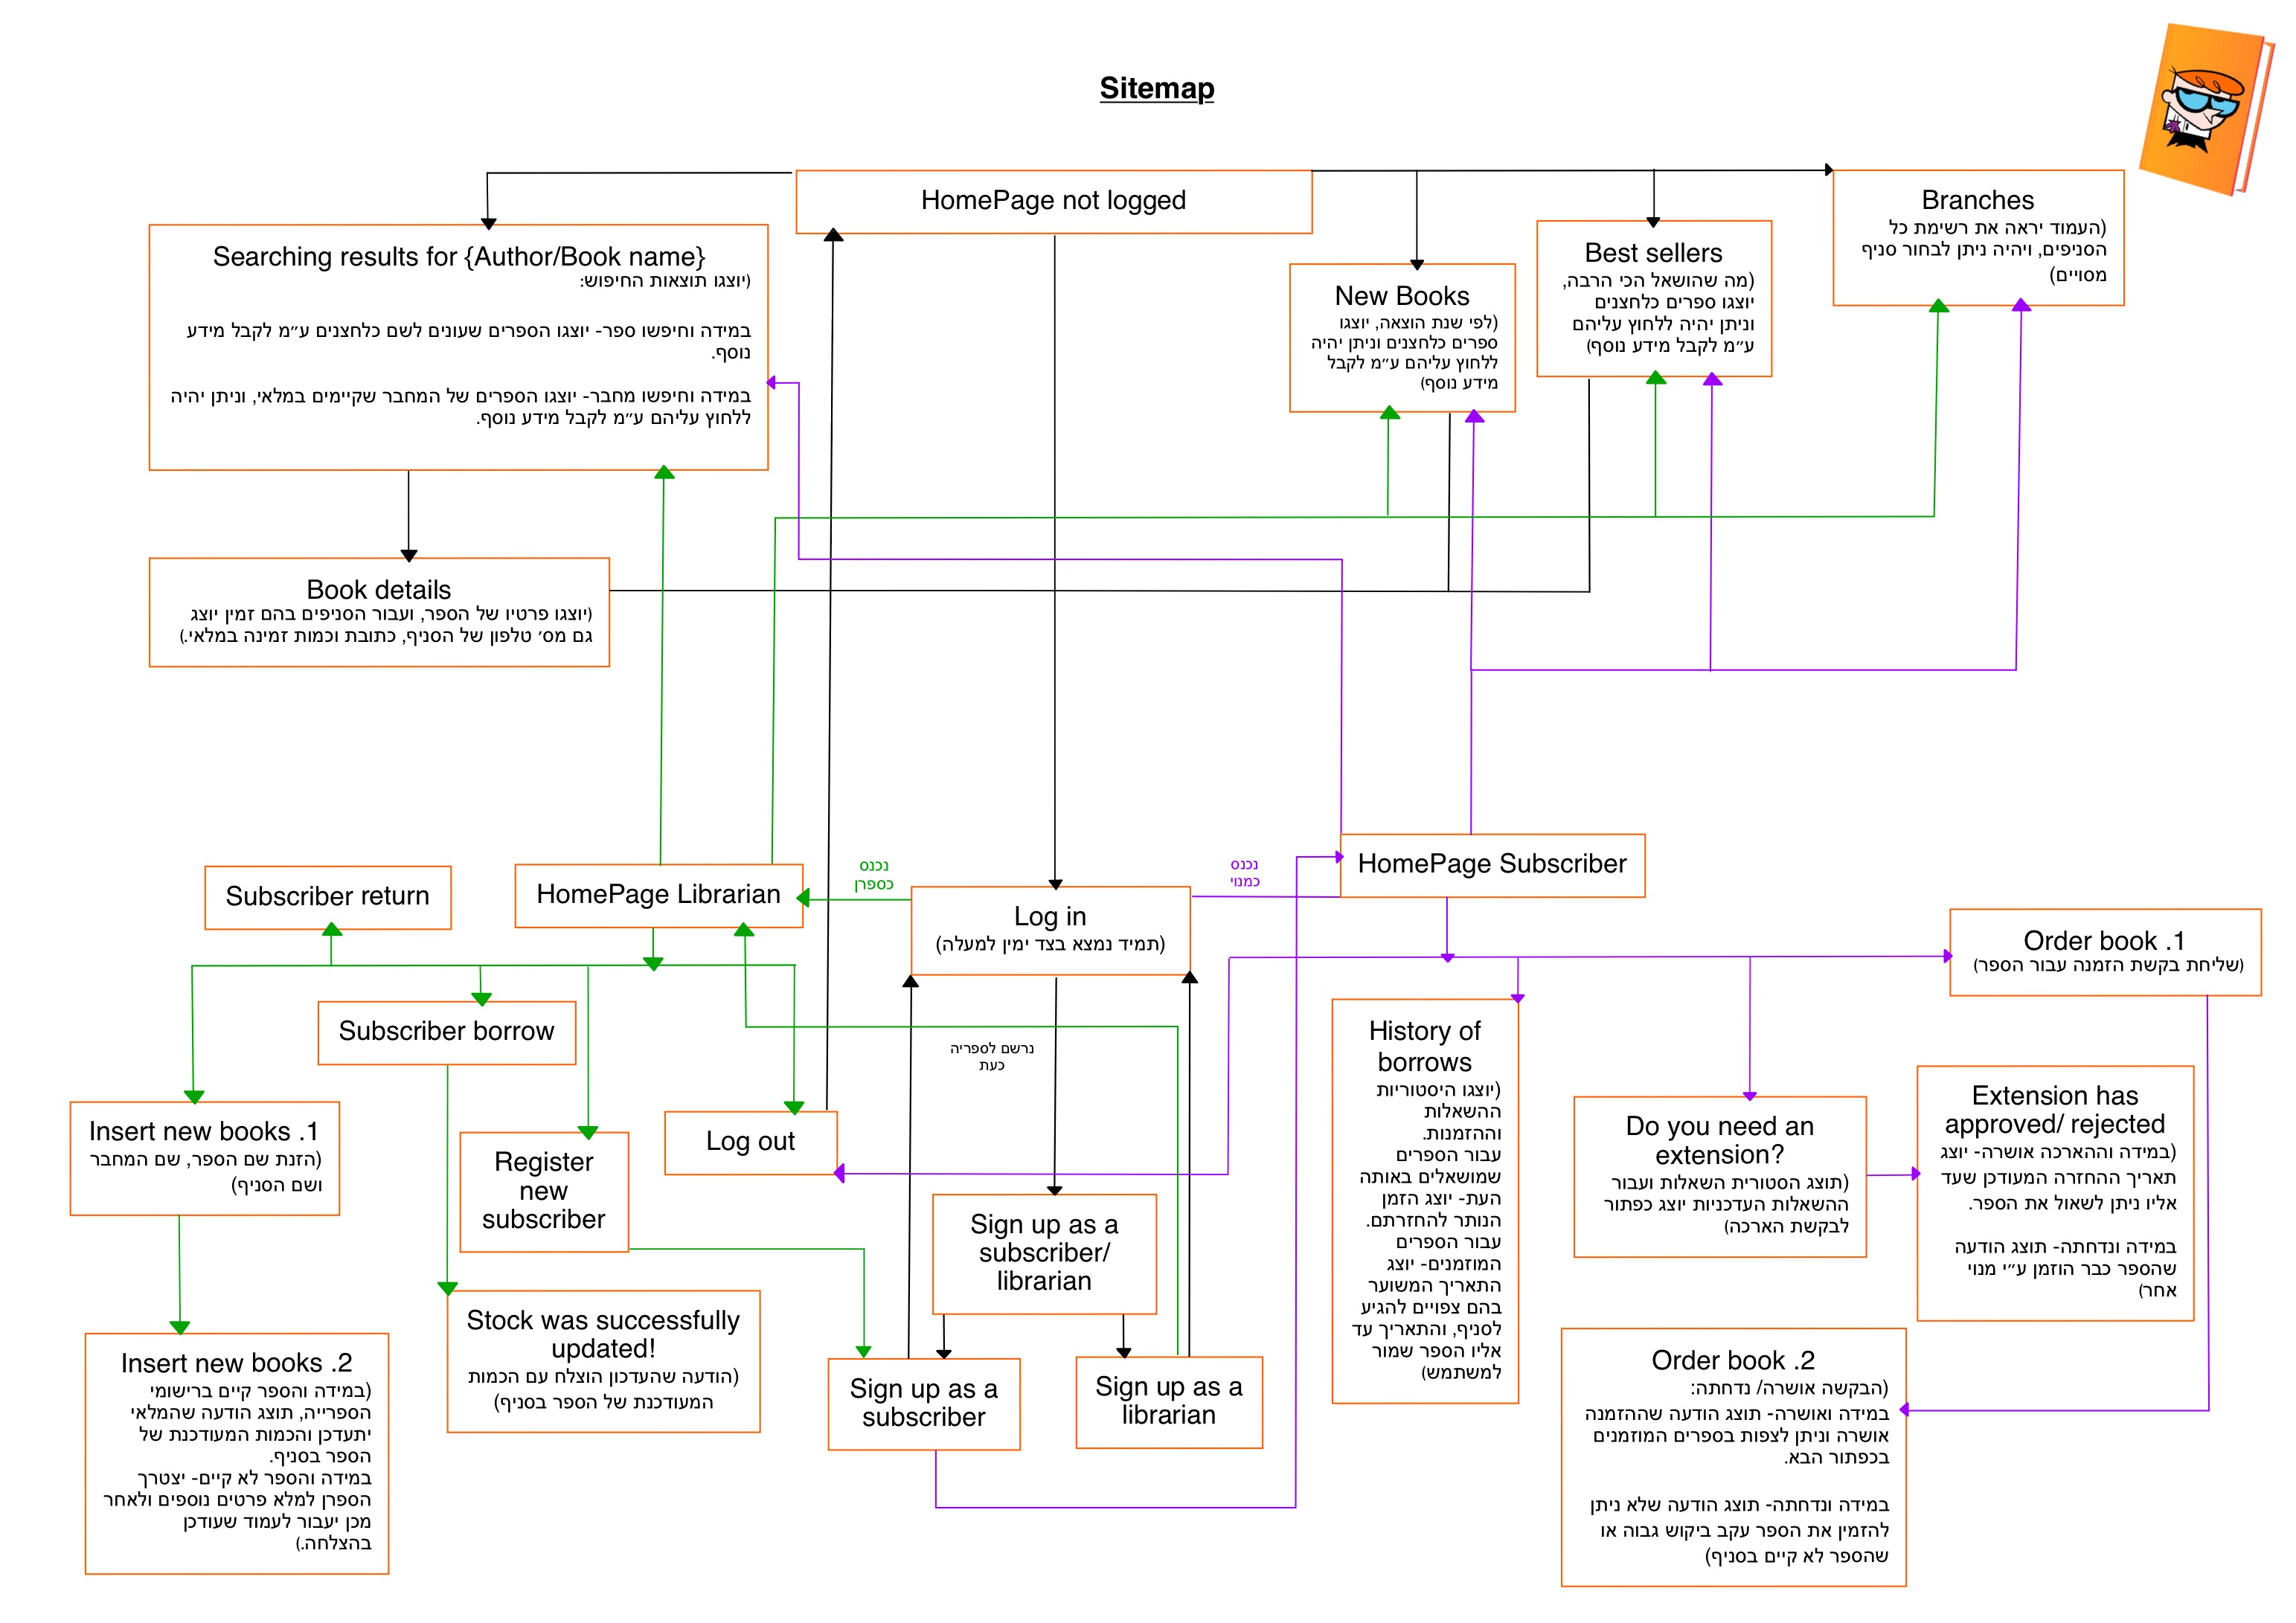 Sitemap
HomePage not logged
Searching results for {Author/Book name}
(יוצגו תוצאות החיפוש:
במידה וחיפשו ספר- יוצגו הספרים שעונים לשם כלחצנים ע״מ לקבל מידע
נוסף.
במידה וחיפשו מחבר- יוצגו הספרים של המחבר שקיימים במלאי, וניתן יהיה
ללחוץ עליהם ע״מ לקבל מידע נוסף.
New Books
(לפי שנת הוצאה, יוצגו
ספרים כלחצנים וניתן יהיה
ללחוץ עליהם ע״מ לקבל
מידע נוסף)
Best sellers
(מה שהושאל הכי הרבה,
יוצגו ספרים כלחצנים
וניתן יהיה ללחוץ עליהם
ע״מ לקבל מידע נוסף)
Branches
(העמוד יראה את רשימת כל
הסניפים, ויהיה ניתן לבחור סניף
מסויים)
Book details
(יוצגו פרטיו של הספר, ועבור הסניפים בהם זמין יוצג
גם מס׳ טלפון של הסניף, כתובת וכמות זמינה במלאי.)
Subscriber return
HomePage Librarian
נכנס
כספרן
Log in
(תמיד נמצא בצד ימין למעלה)
נכנס
כמנוי
HomePage Subscriber
Order book .1
(שליחת בקשת הזמנה עבור הספר)
Subscriber borrow
נרשם לספריה
כעת
Insert new books .1
(הזנת שם הספר, שם המחבר
ושם הסניף)
Register
new
subscriber
Log out
Sign up as a
subscriber/
librarian
History of
borrows
(יוצגו היסטוריות
ההשאלות
וההזמנות.
עבור הספרים
שמושאלים באותה
העת- יוצג הזמן
הנותר להחזרתם.
עבור הספרים
המוזמנים- יוצג
התאריך המשוער
בהם צפויים להגיע
לסניף, והתאריך עד
אליו הספר שמור
למשתמש)
Do you need an
extension?
(תוצג הסטורית השאלות ועבור
ההשאלות העדכניות יוצג כפתור
לבקשת הארכה)
Extension has
approved/ rejected
(במידה וההארכה אושרה- יוצג
תאריך ההחזרה המעודכן שעד
אליו ניתן לשאול את הספר.
במידה ונדחתה- תוצג הודעה
שהספר כבר הוזמן ע״י מנוי
אחר)
Insert new books .2
(במידה והספר קיים ברישומי
הספרייה, תוצג הודעה שהמלאי
יתעדכן והכמות המעודכנת של
הספר בסניף.
במידה והספר לא קיים- יצטרך
הספרן למלא פרטים נוספים ולאחר
מכן יעבור לעמוד שעודכן
בהצלחה.)
Stock was successfully
updated!
(הודעה שהעדכון הוצלח עם הכמות
המעודכנת של הספר בסניף)
Sign up as a
subscriber
Sign up as a
librarian
Order book .2
(הבקשה אושרה/ נדחתה:
במידה ואושרה- תוצג הודעה שההזמנה
אושרה וניתן לצפות בספרים המוזמנים
בכפתור הבא.
במידה ונדחתה- תוצג הודעה שלא ניתן
להזמין את הספר עקב ביקוש גבוה או
שהספר לא קיים בסניף)